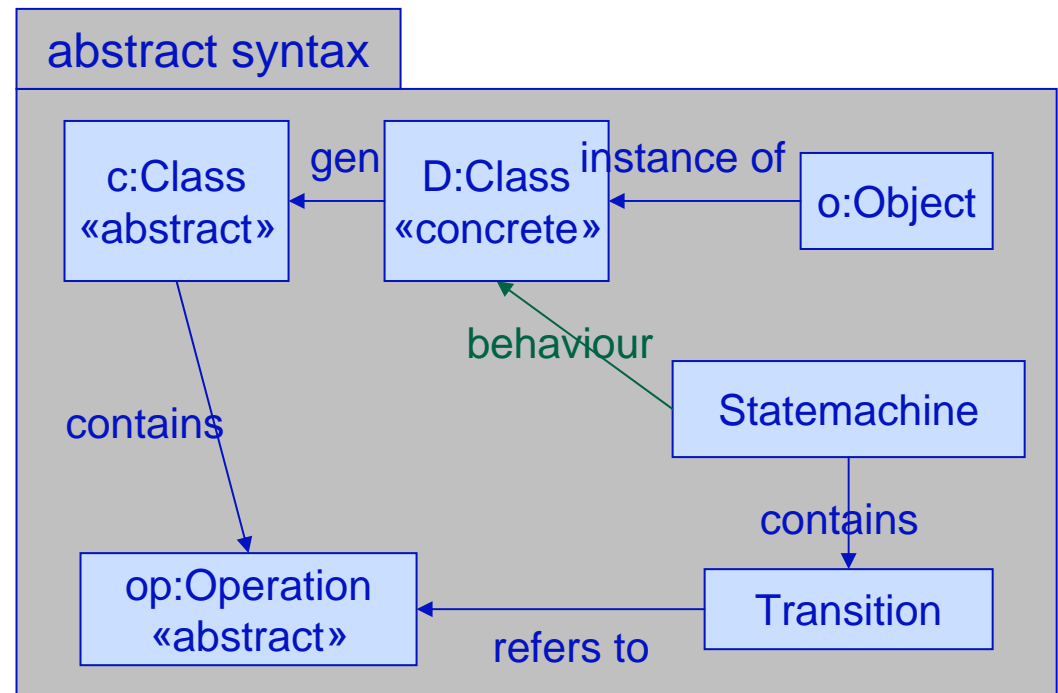 abstract syntax
c:Class
«abstract»
gen
D:Class
«concrete»
instance of
o:Object
behaviour
Statemachine
contains
contains
op:Operation
«abstract»
refers to
Transition